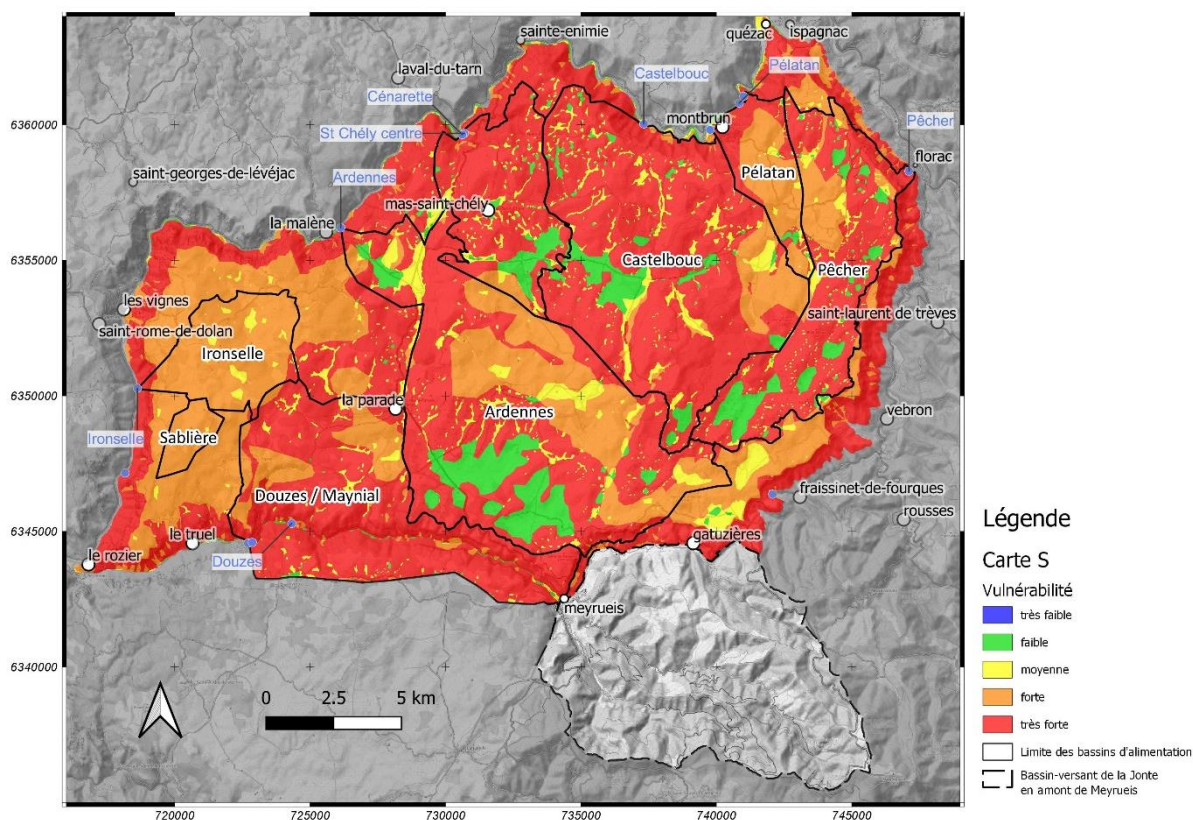 sainte-enimie
quézac
ispagnac
laval-du-tarn
Castelbouc
Pélatan
Cénarette
6360000
St Chély centre
montbrun
Pêcher
florac
saint-georges-de-lévéjac
Ardennes
Pélatan
mas-saint-chély
la malène
6355000
Castelbouc
Pêcher
les vignes
saint-laurent de trèves
saint-rome-de-dolan
Ironselle
6350000
la parade
Ardennes
vebron
Sablière
Ironselle
Douzes / Maynial
fraissinet-de-fourques
rousses
6345000
le truel
gatuzières
le rozier
Douzes
meyrueis
6340000
0 2.5 5 km
720000 725000 730000 735000 740000 745000
Légende
Carte S
Vulnérabilité
très faible
faible
moyenne
forte
très forte
Limite des bassins d'alimentation
Bassin-versant de la Jonte
en amont de Meyrueis